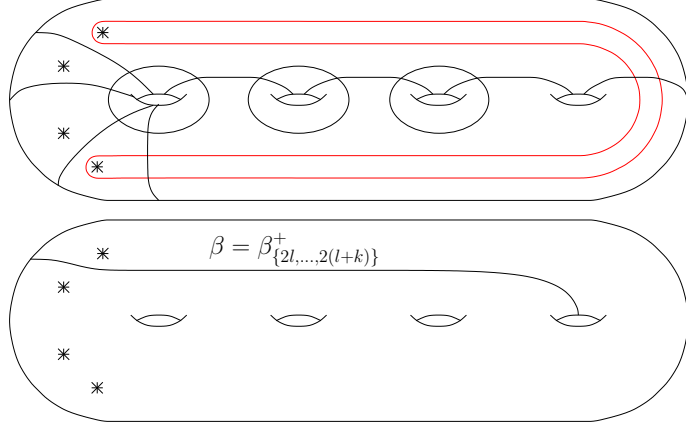 β = β⁺_{2l,...,2(l+k)}